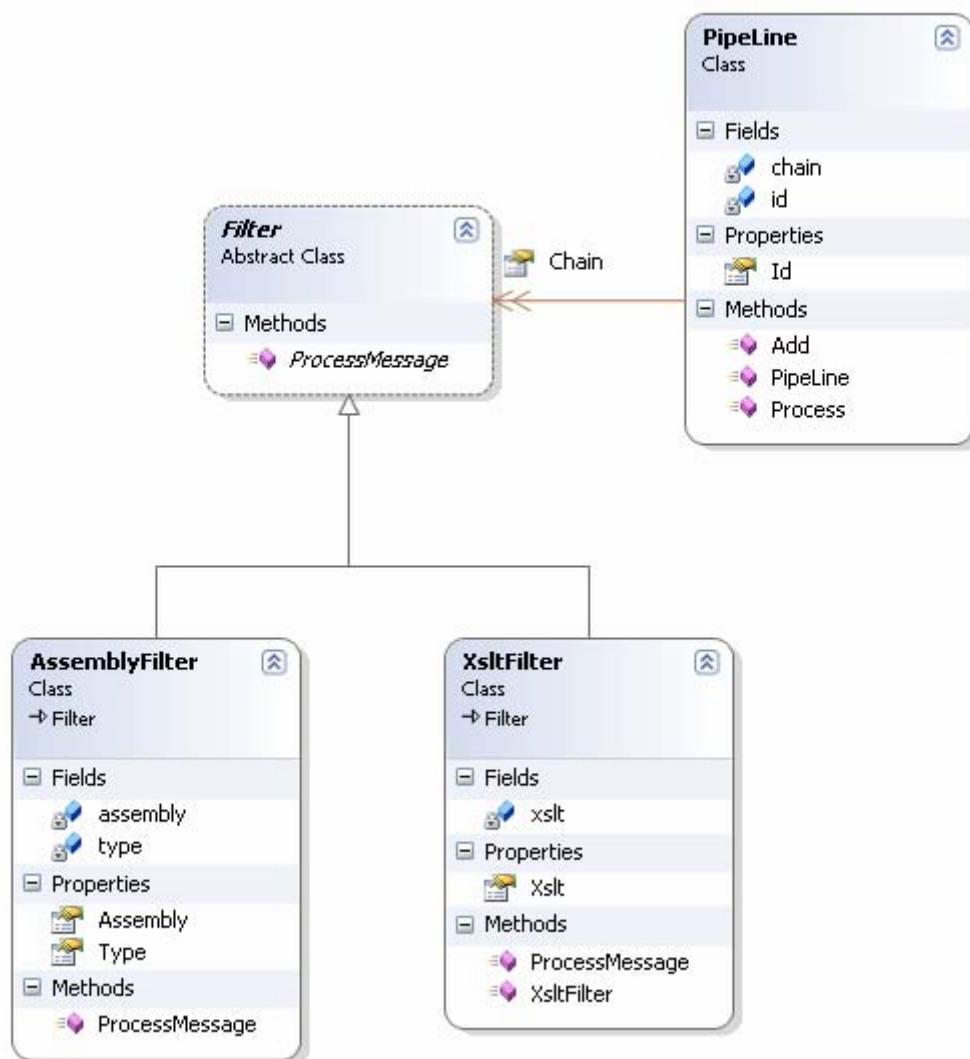 PipeLine
Class
Fields
chain
id
Properties
Id
Methods
Add
PipeLine
Process
Filter
Abstract Class
Methods
ProcessMessage
Chain
AssemblyFilter
Class
Filter
Fields
assembly
type
Properties
Assembly
Type
Methods
ProcessMessage
XsltFilter
Class
Filter
Fields
xslt
Properties
Xslt
Methods
ProcessMessage
XsltFilter